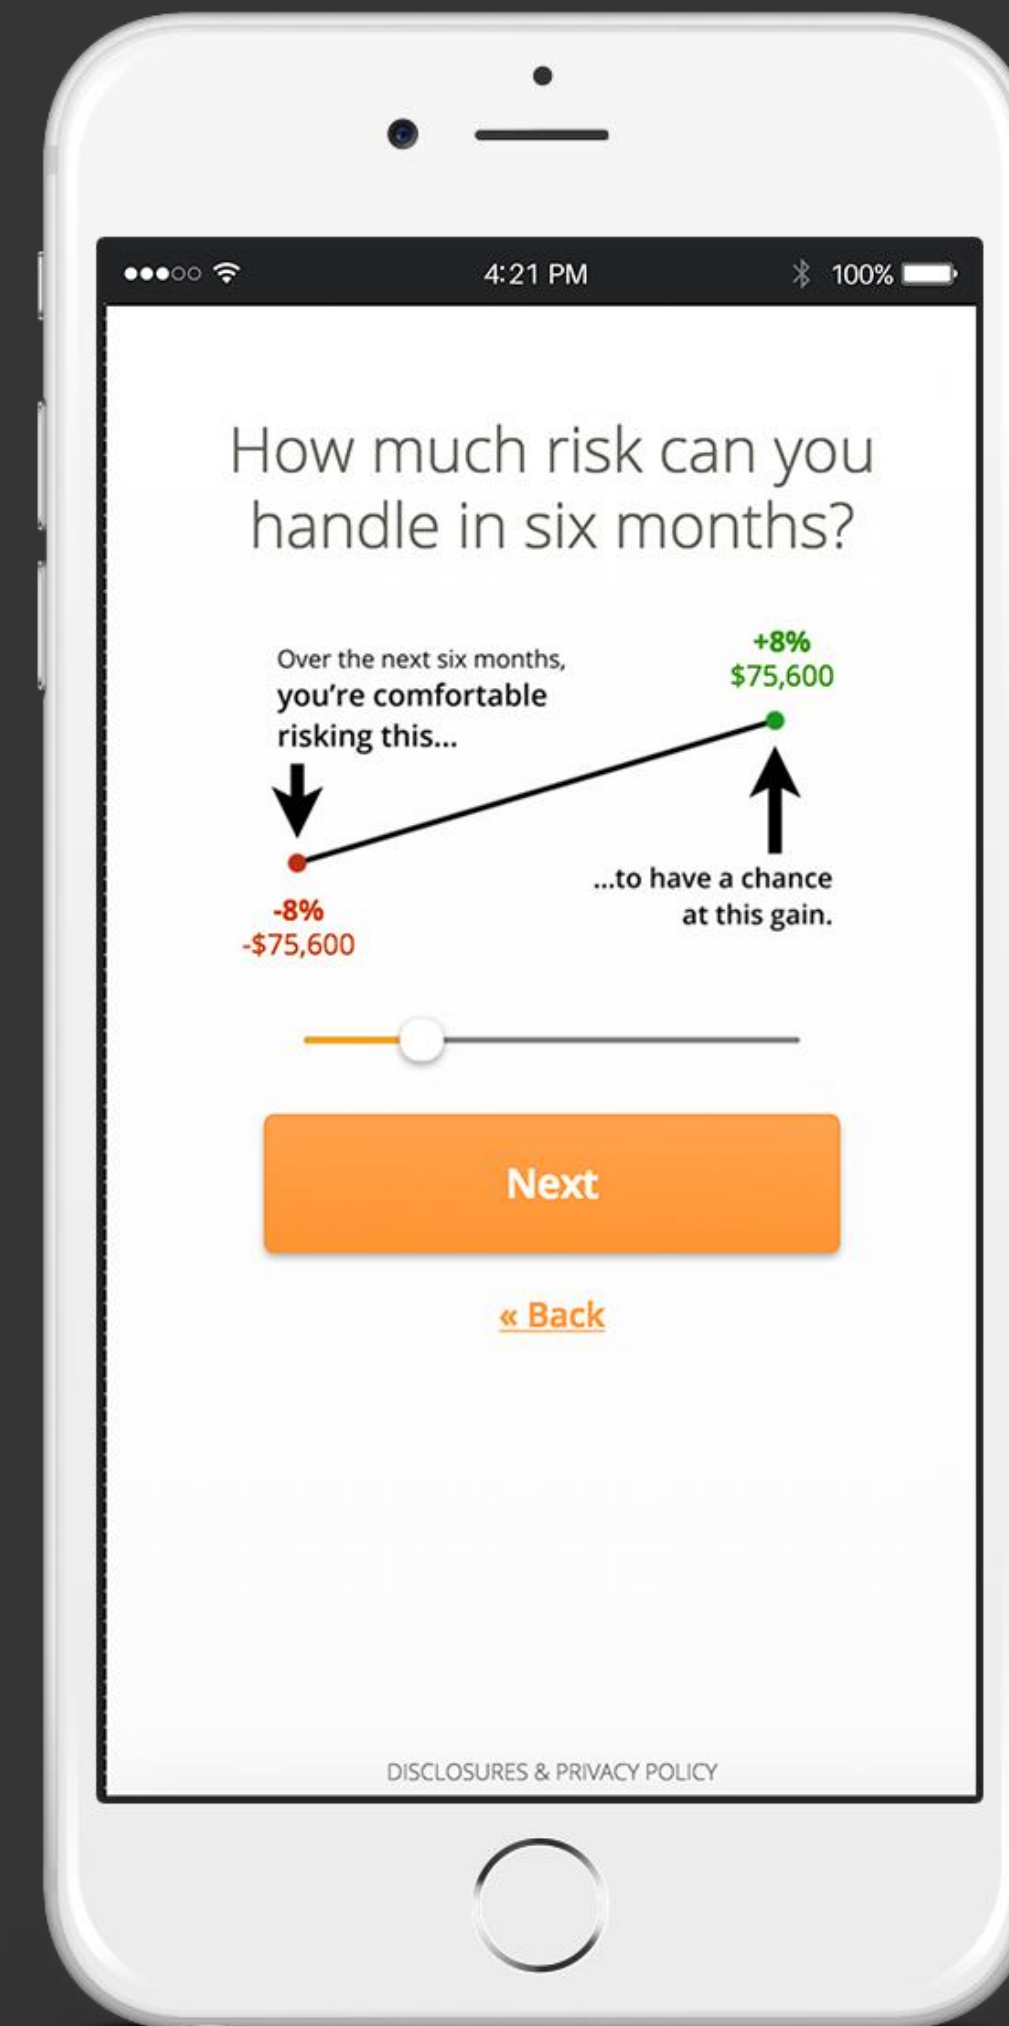 4:21 PM
100%
How much risk can you
handle in six months?
Over the next six months,
you're comfortable
risking this...
+8%
$75,600
-8%
-$75,600
...to have a chance
at this gain.
Next
« Back
DISCLOSURES & PRIVACY POLICY